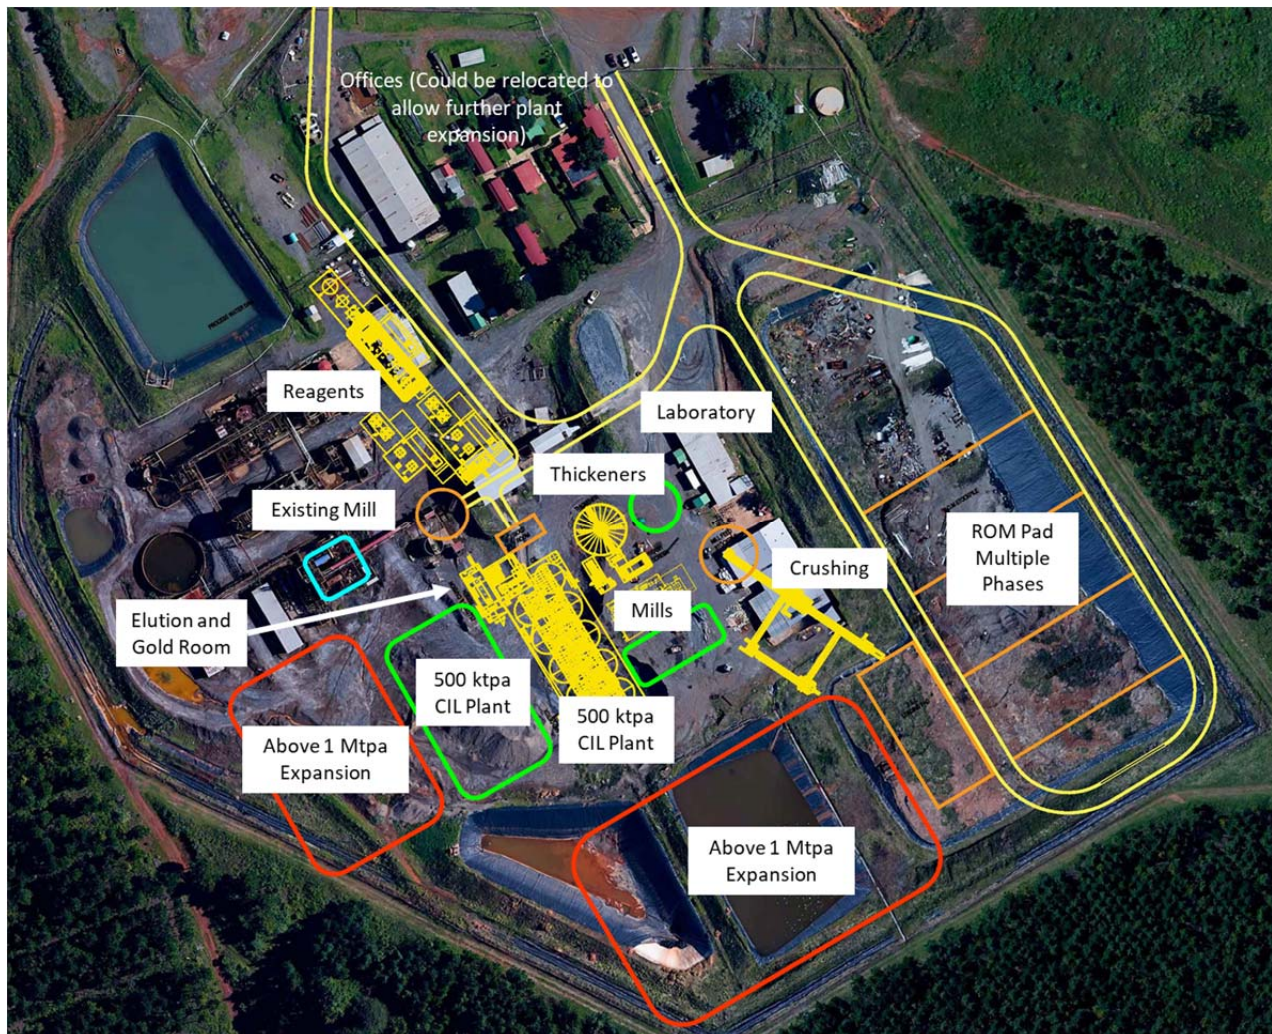 Offices (Could be relocated to
allow further plant
expansion)
Reagents
Laboratory
Thickeners
Existing Mill
ROM Pad
Multiple
Phases
Crushing
Mills
Elution and
Gold Room
500 ktpa
CIL Plant
500 ktpa
CIL Plant
Above 1 Mtpa
Expansion
Above 1 Mtpa
Expansion